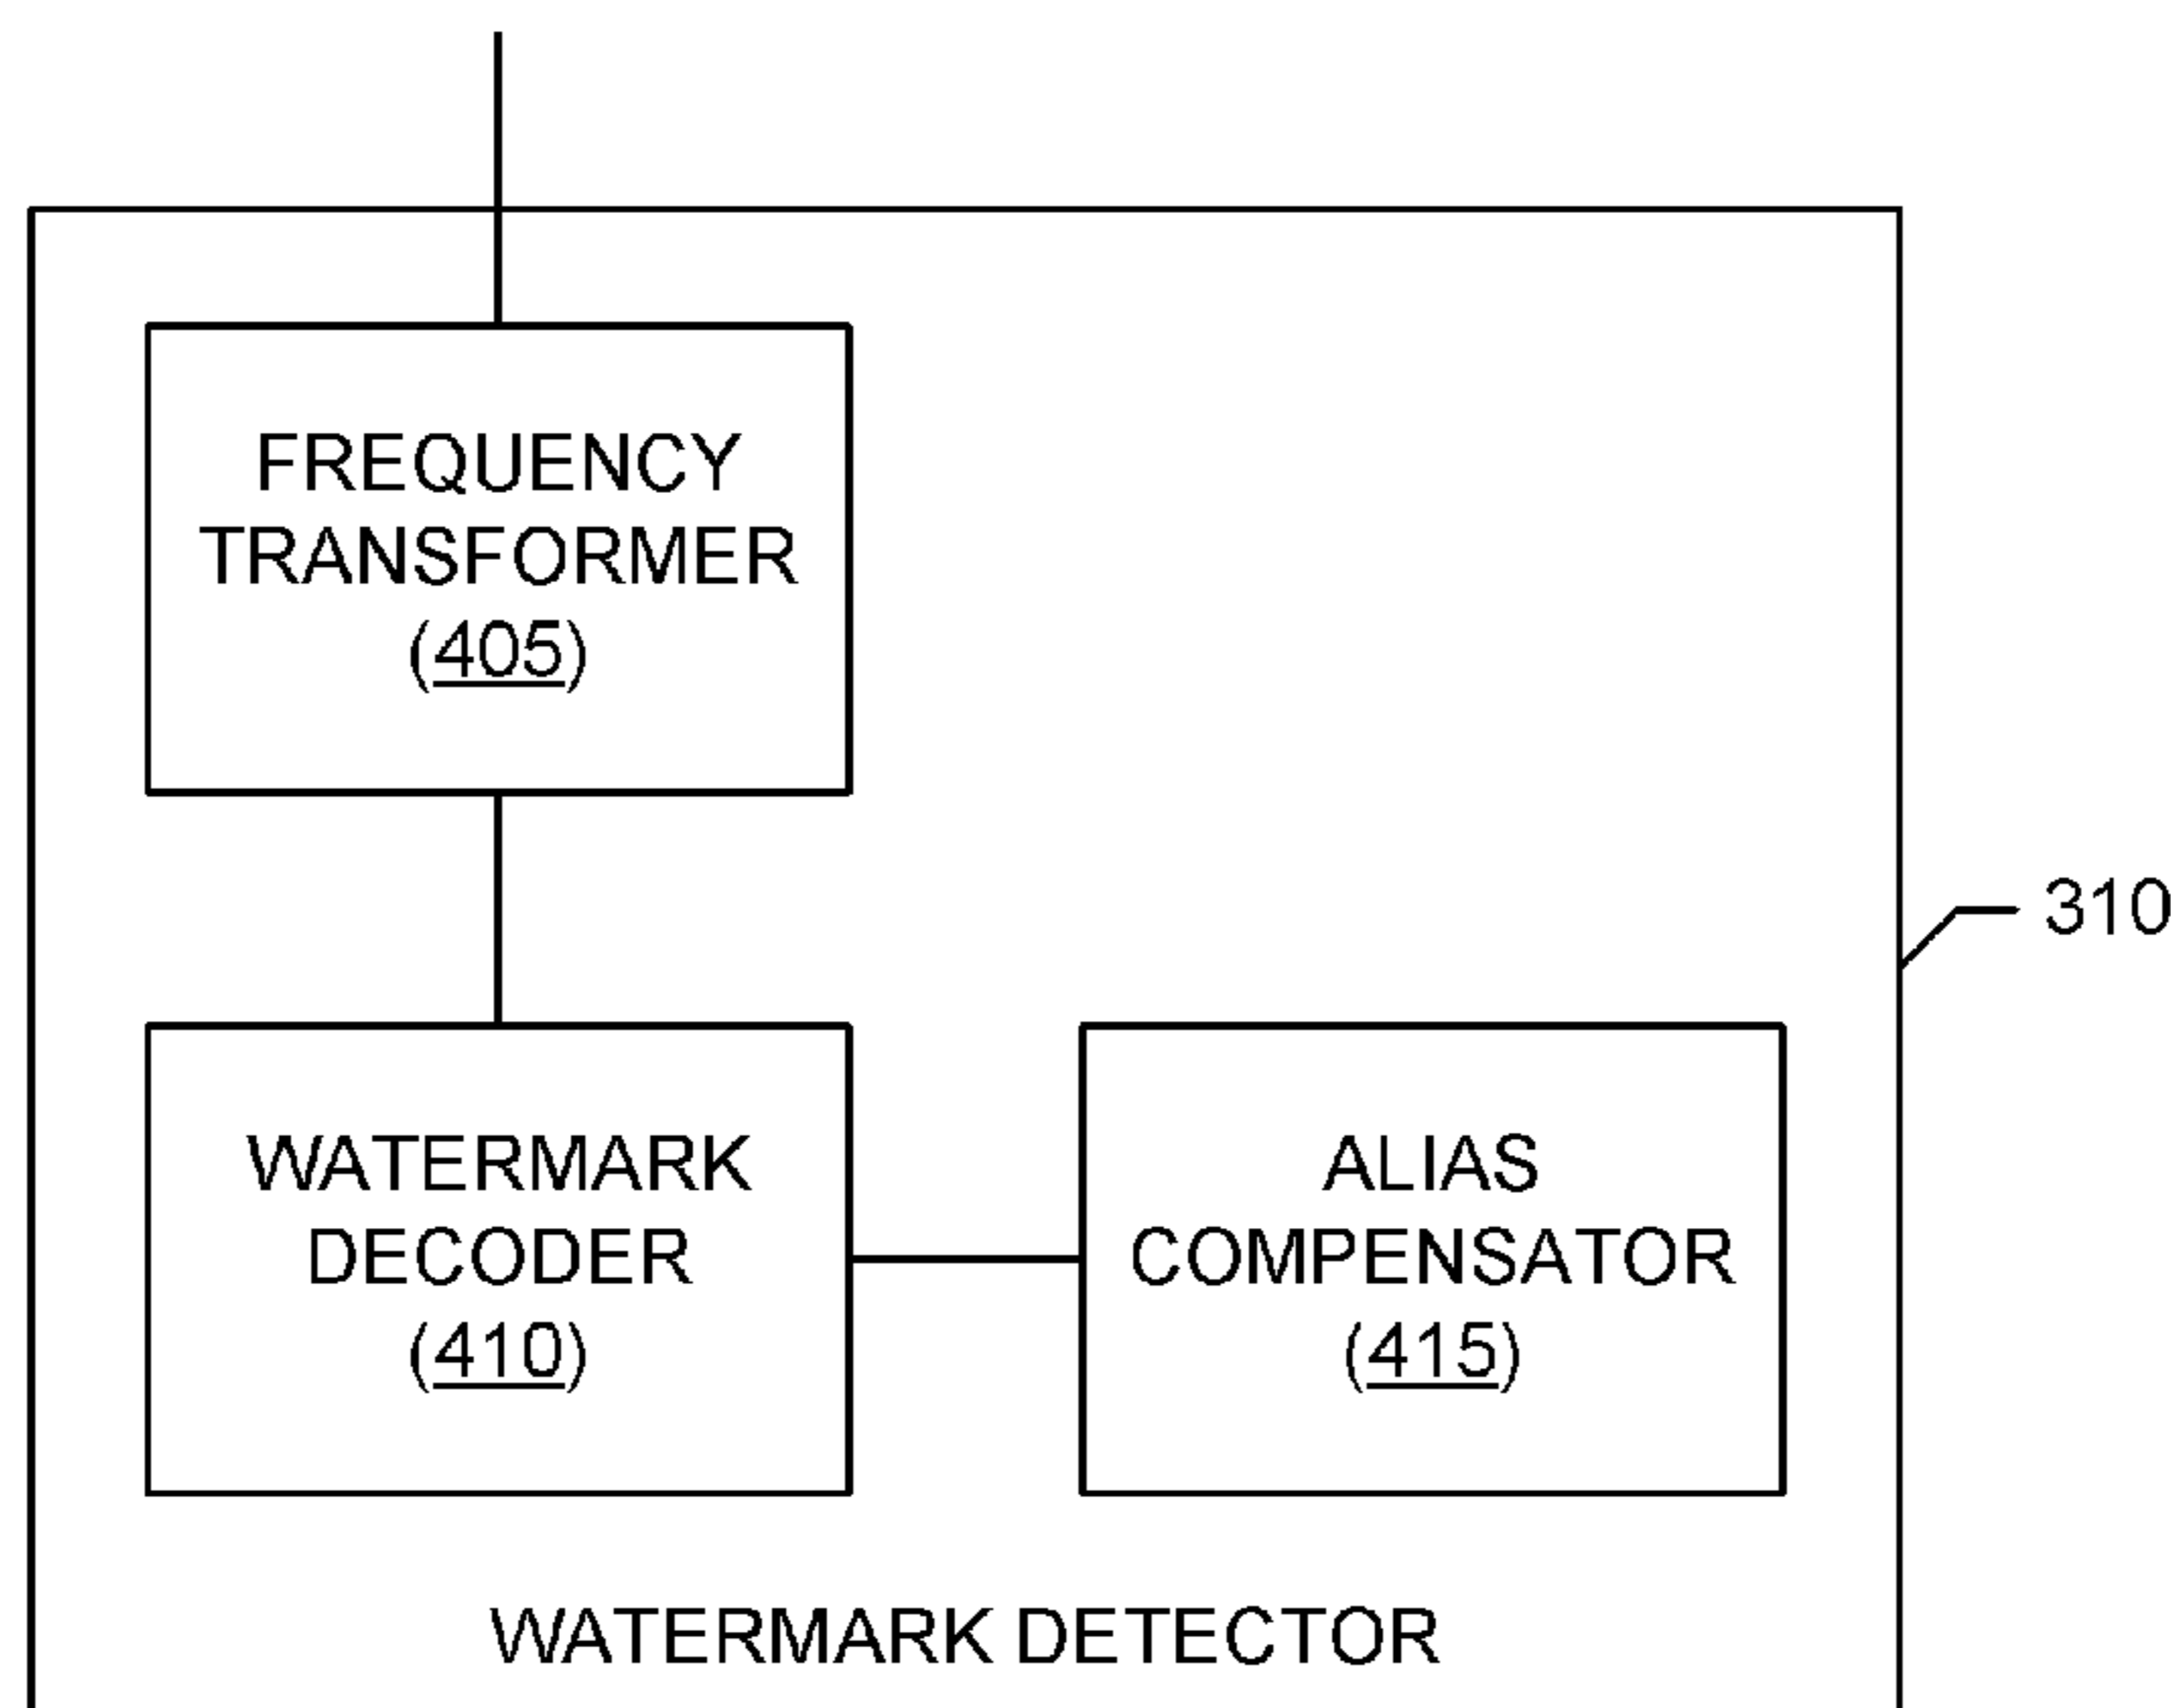 FREQUENCY
TRANSFORMER
(405)
310
WATERMARK
DECODER
(410)
ALIAS
COMPENSATOR
(415)
WATERMARK DETECTOR